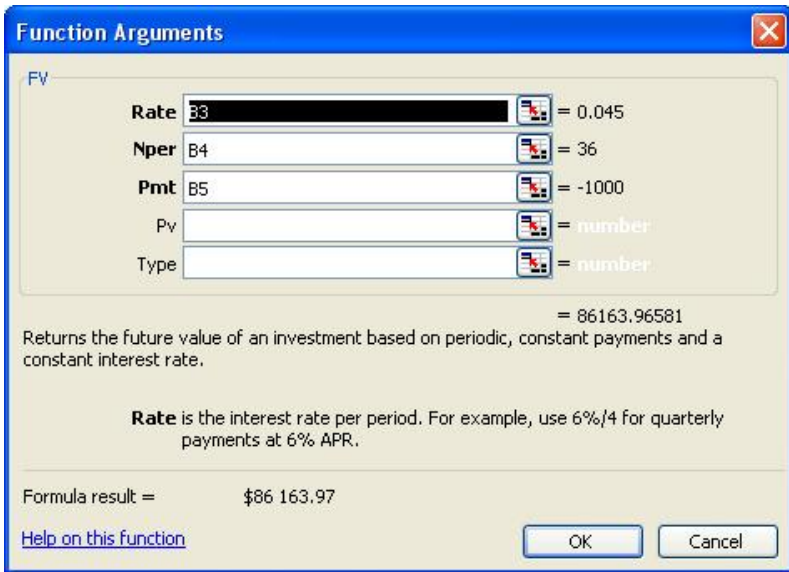 Function Arguments
FV
Rate B3 = 0.045
Nper B4 = 36
Pmt B5 = -1000
Pv = number
Type = number
= 86163.96581
Returns the future value of an investment based on periodic, constant payments and a
constant interest rate.
Rate is the interest rate per period. For example, use 6%/4 for quarterly
payments at 6% APR.
Formula result = $86 163.97
Help on this function OK Cancel